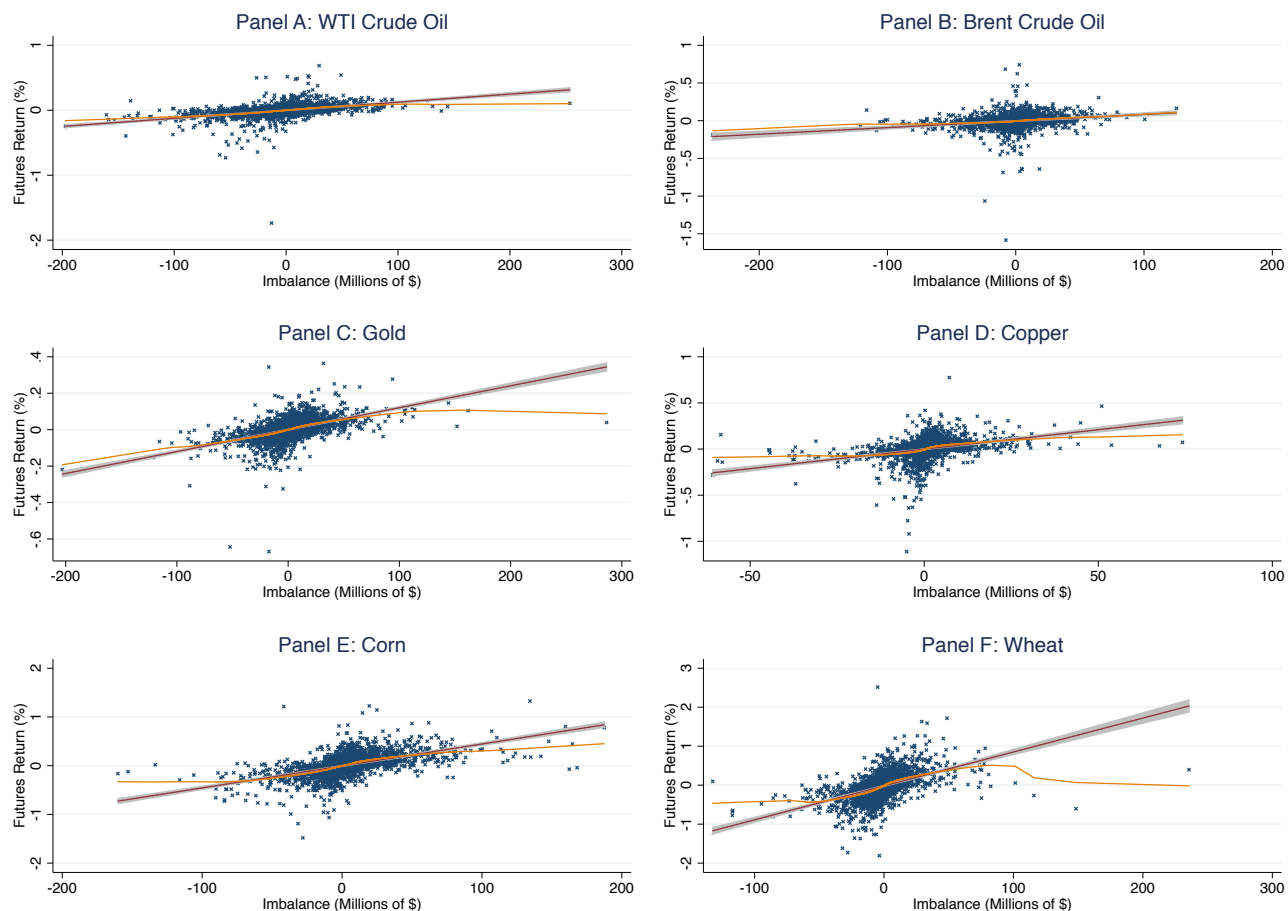 Panel A: WTI Crude Oil
Futures Return (%)
1
0
-1
-2
-200 -100 0 100 200 300
Imbalance (Millions of $)
Panel B: Brent Crude Oil
Futures Return (%)
1
.5
0
-.5
-1
-1.5
-200 -100 0 100 200
Imbalance (Millions of $)
Panel C: Gold
Futures Return (%)
.4
.2
0
-.2
-.4
-.6
-200 -100 0 100 200 300
Imbalance (Millions of $)
Panel D: Copper
Futures Return (%)
1
.5
0
-.5
-1
-50 0 50 100
Imbalance (Millions of $)
Panel E: Corn
Futures Return (%)
2
1
0
-1
-2
-200 -100 0 100 200
Imbalance (Millions of $)
Panel F: Wheat
Futures Return (%)
3
2
1
0
-1
-2
-100 0 100 200 300
Imbalance (Millions of $)